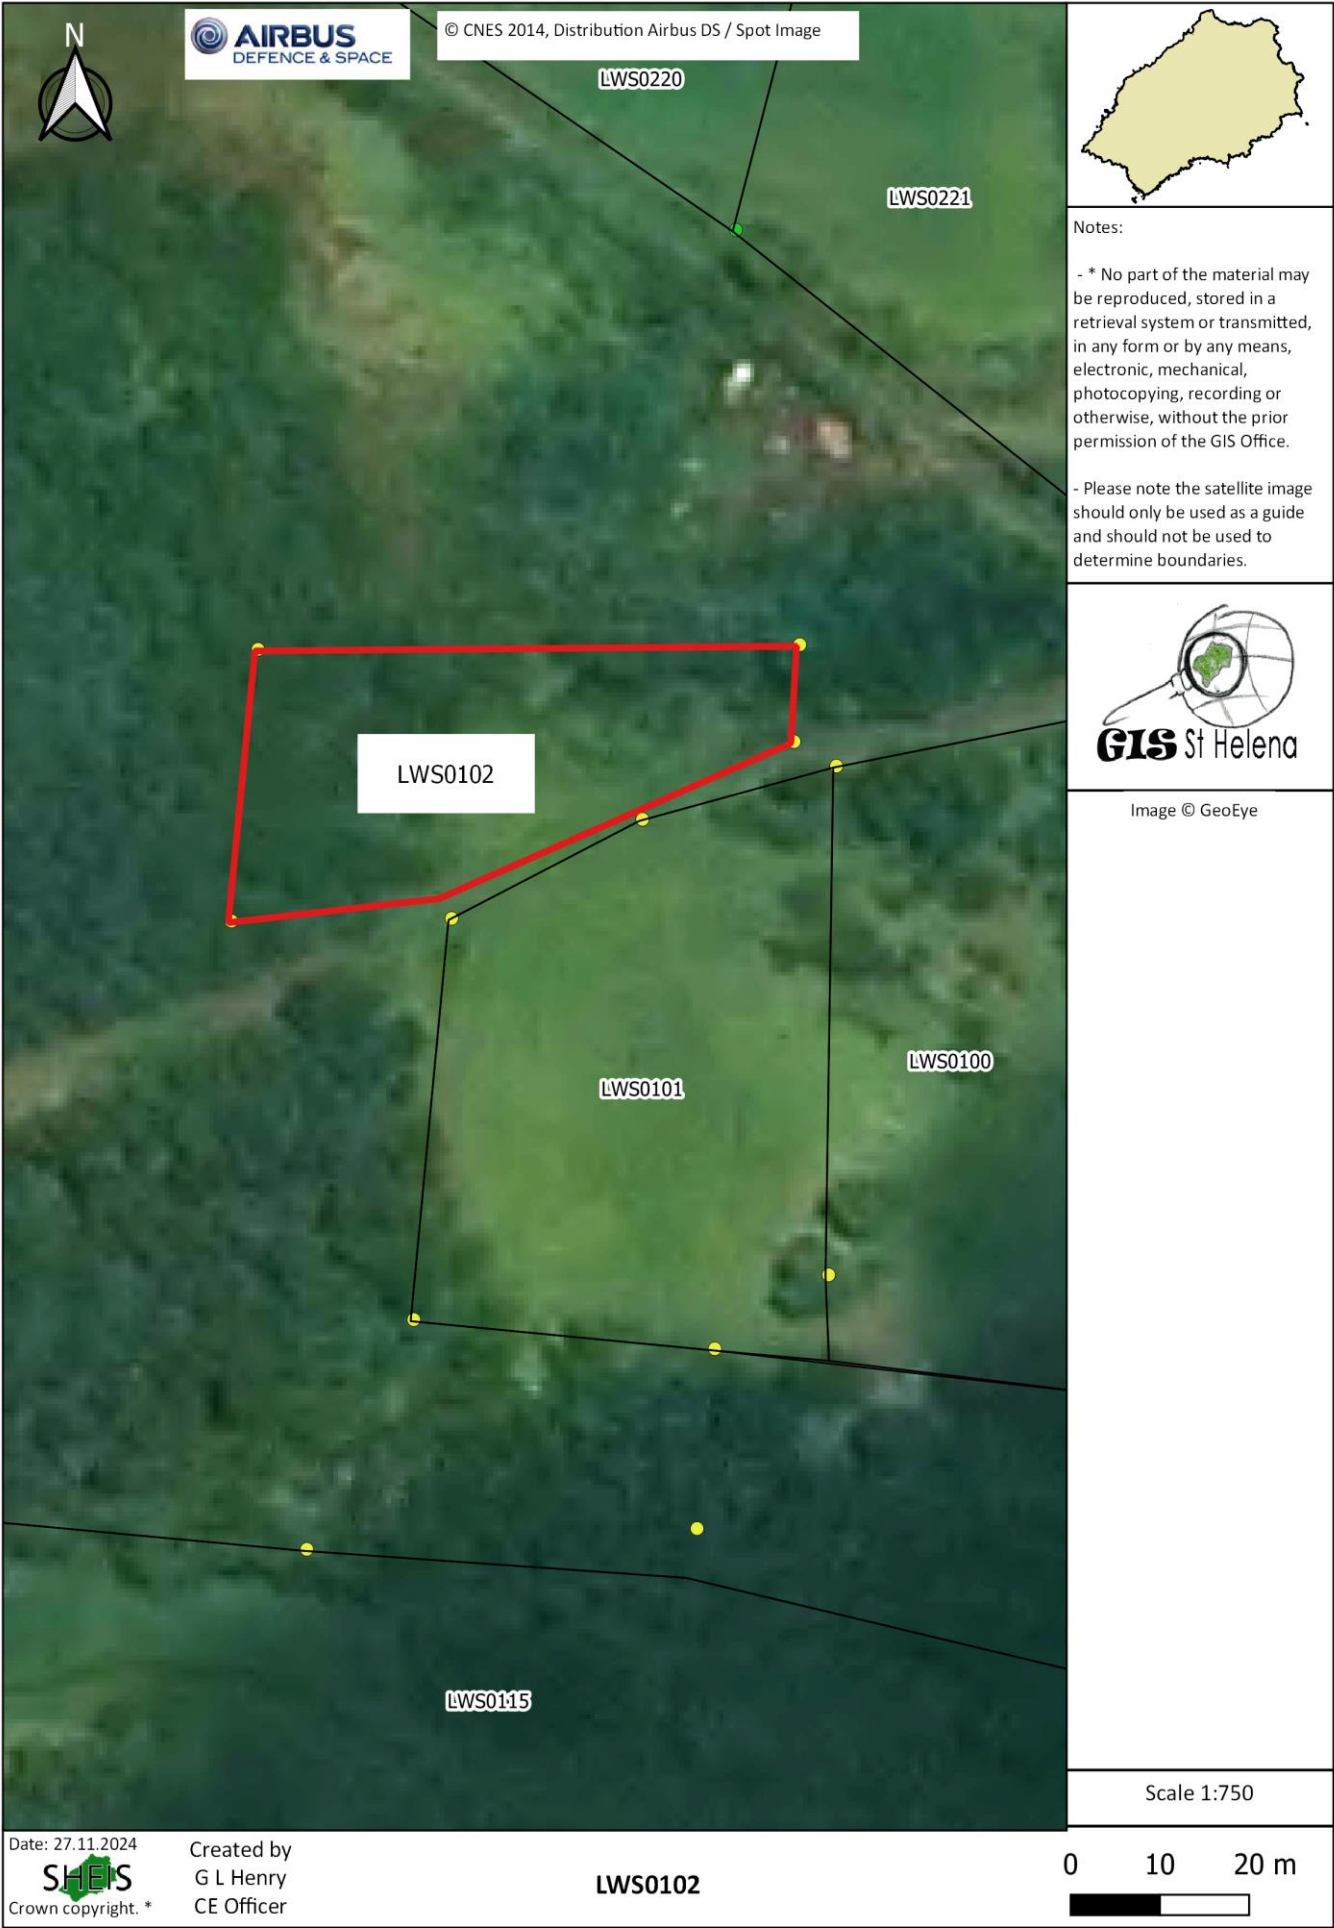 N
AIRBUS
DEFENCE & SPACE
© CNES 2014, Distribution Airbus DS / Spot Image
LWS0220
LWS0221
LWS0102
LWS0100
LWS0101
LWS0115
Notes:
- * No part of the material may
be reproduced, stored in a
retrieval system or transmitted,
in any form or by any means,
electronic, mechanical,
photocopying, recording or
otherwise, without the prior
permission of the GIS Office.
- Please note the satellite image
should only be used as a guide
and should not be used to
determine boundaries.
GIS St Helena
Image © GeoEye
Scale 1:750
Date: 27.11.2024
SHEIS
Crown copyright. *
Created by
G L Henry
CE Officer
LWS0102
0 10 20 m